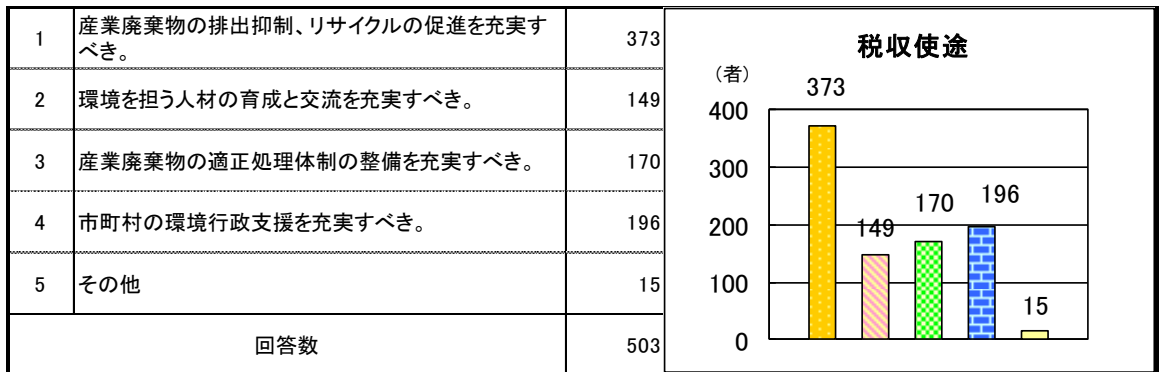 1 産業廃棄物の排出抑制、リサイクルの促進を充実す
べき。 373
2 環境を担う人材の育成と交流を充実すべき。 149
3 産業廃棄物の適正処理体制の整備を充実すべき。 170
4 市町村の環境行政支援を充実すべき。 196
5 その他 15
回答数 503
税収使途
(者)
400
300
200
100
0
373
149
170
196
15